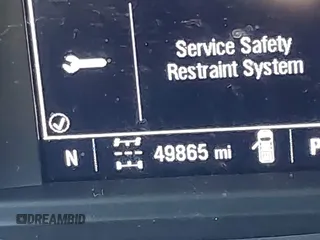 Service Safety
Restraint System
N 49865 mi P
DREAMBID